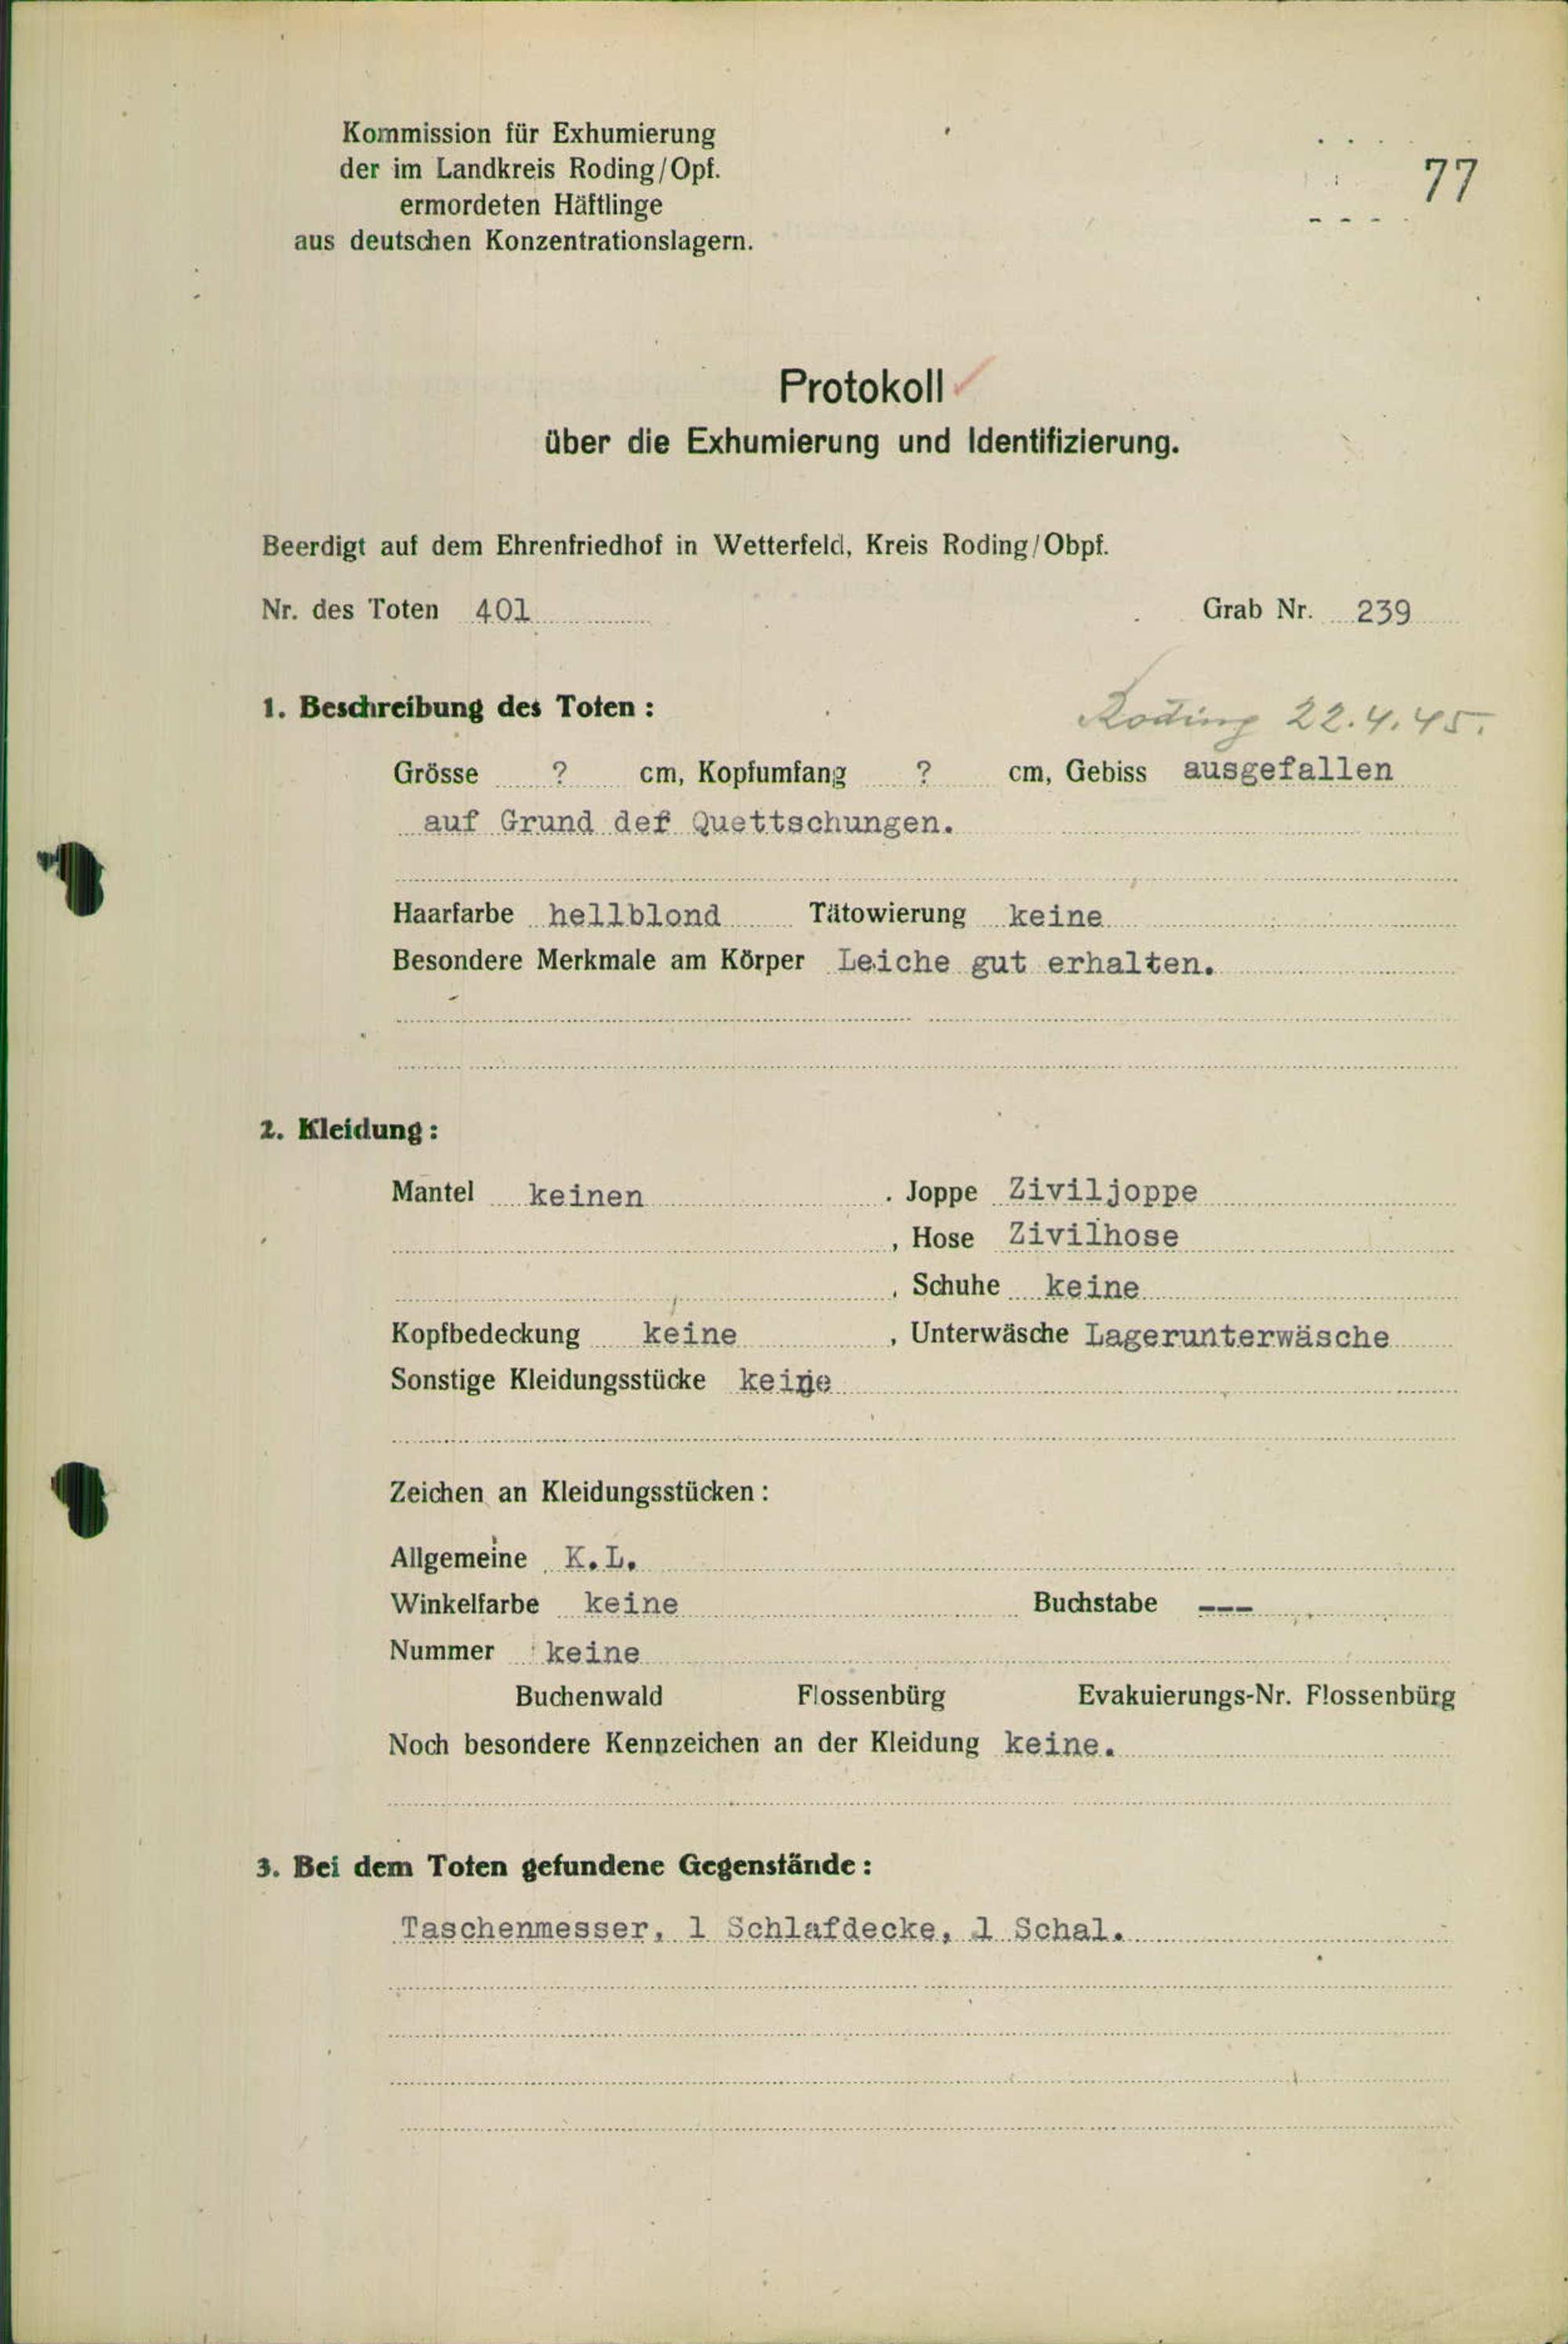 Kommission für Exhumierung
der im Landkreis Roding/Opf.
ermordeten Häftlinge
aus deutschen Konzentrationslagern.
77
Protokoll
über die Exhumierung und Identifizierung.
Beerdigt auf dem Ehrenfriedhof in Wetterfeld, Kreis Roding/Obpf.
Nr. des Toten 401 Grab Nr. 239
1. Beschreibung des Toten :
Roding 22.4.45.
Grösse ? cm, Kopfumfang ? cm, Gebiss ausgefallen
auf Grund der Quettschungen.
Haarfarbe hellblond Tätowierung keine
Besondere Merkmale am Körper Leiche gut erhalten.
2. Kleidung :
Mantel keinen . Joppe Ziviljoppe
, Hose Zivilhose
, Schuhe keine
Kopfbedeckung keine , Unterwäsche Lagerunterwäsche
Sonstige Kleidungsstücke keine
Zeichen an Kleidungsstücken :
Allgemeine K.L.
Winkelfarbe keine Buchstabe ---
Nummer keine
Buchenwald Flossenbürg Evakuierungs-Nr. Flossenbürg
Noch besondere Kennzeichen an der Kleidung keine.
3. Bei dem Toten gefundene Gegenstände :
Taschenmesser, 1 Schlafdecke, 1 Schal.